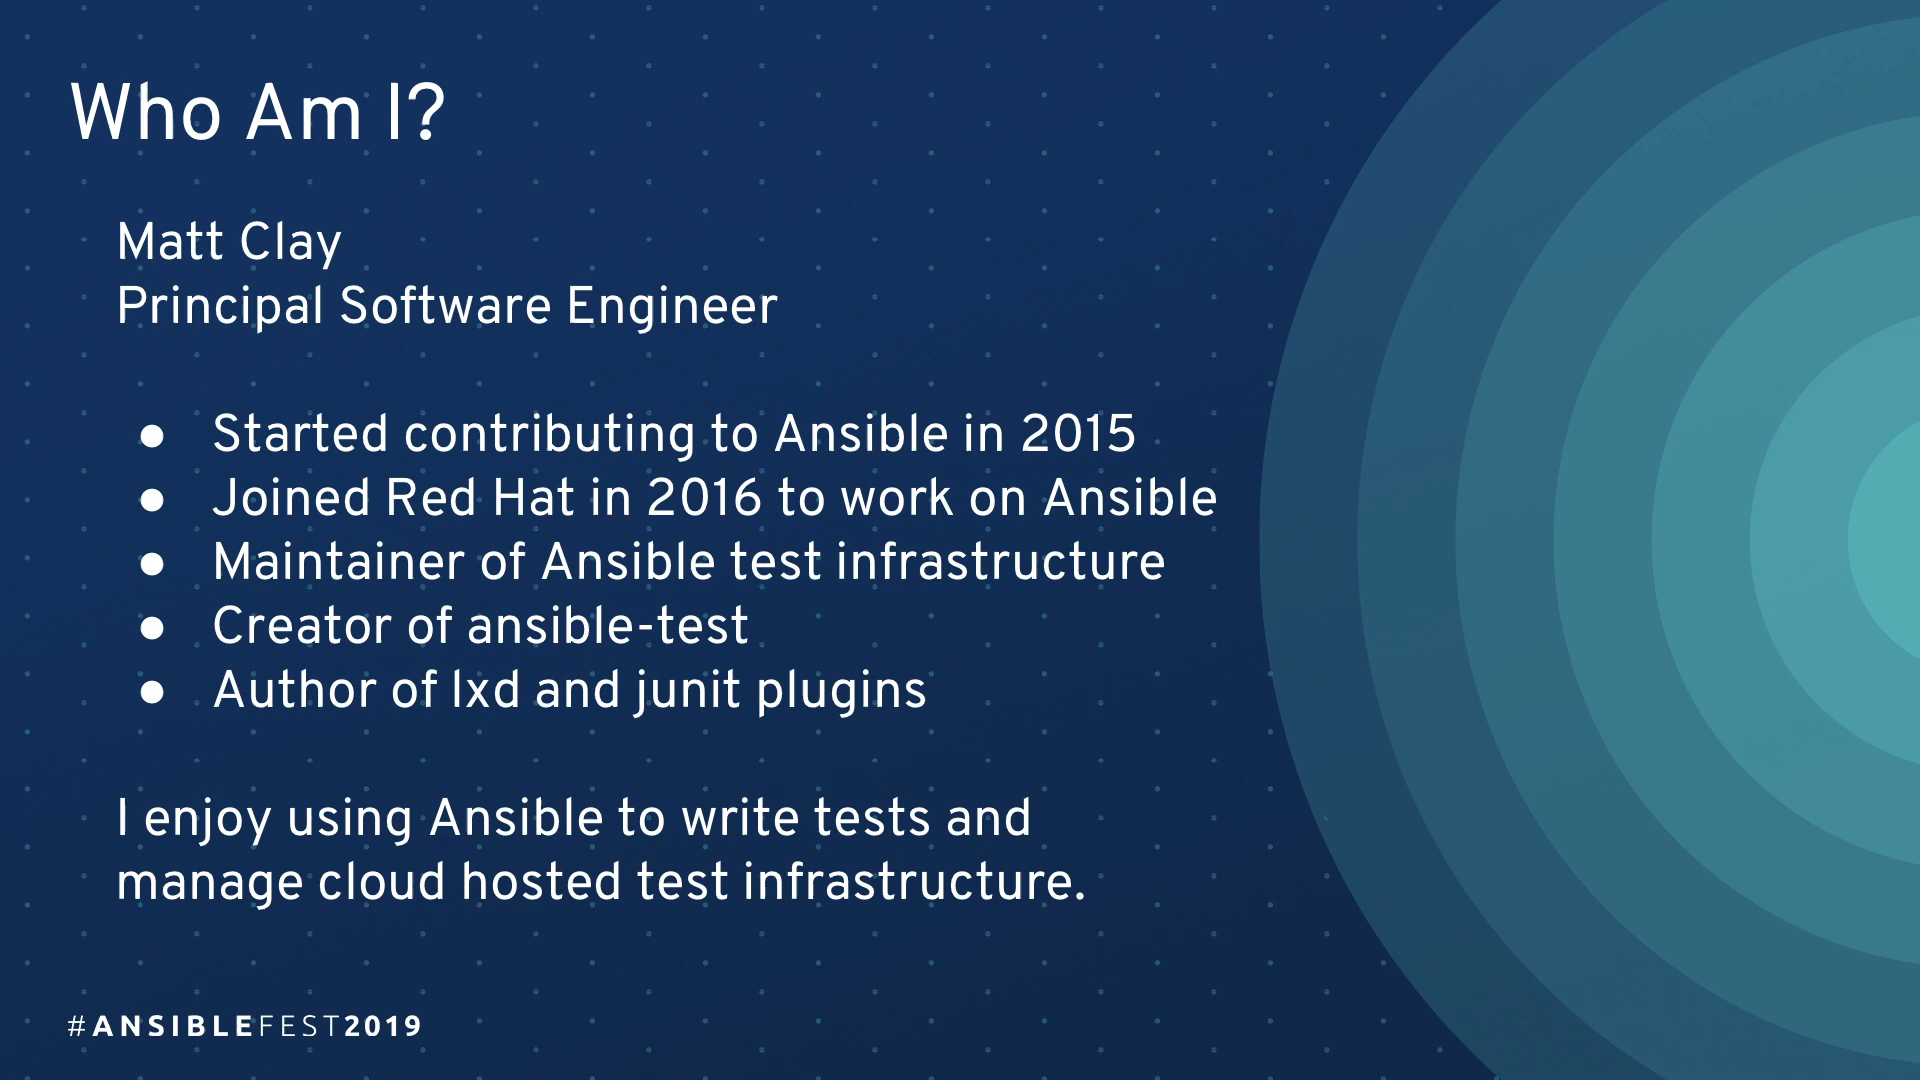 Who Am I?
Matt Clay
Principal Software Engineer
● Started contributing to Ansible in 2015
● Joined Red Hat in 2016 to work on Ansible
● Maintainer of Ansible test infrastructure
● Creator of ansible-test
● Author of lxd and junit plugins
I enjoy using Ansible to write tests and
manage cloud hosted test infrastructure.
#ANSIBLEFEST2019